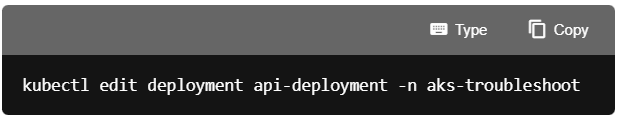 Type
Copy
kubectl edit deployment api-deployment -n aks-troubleshoot